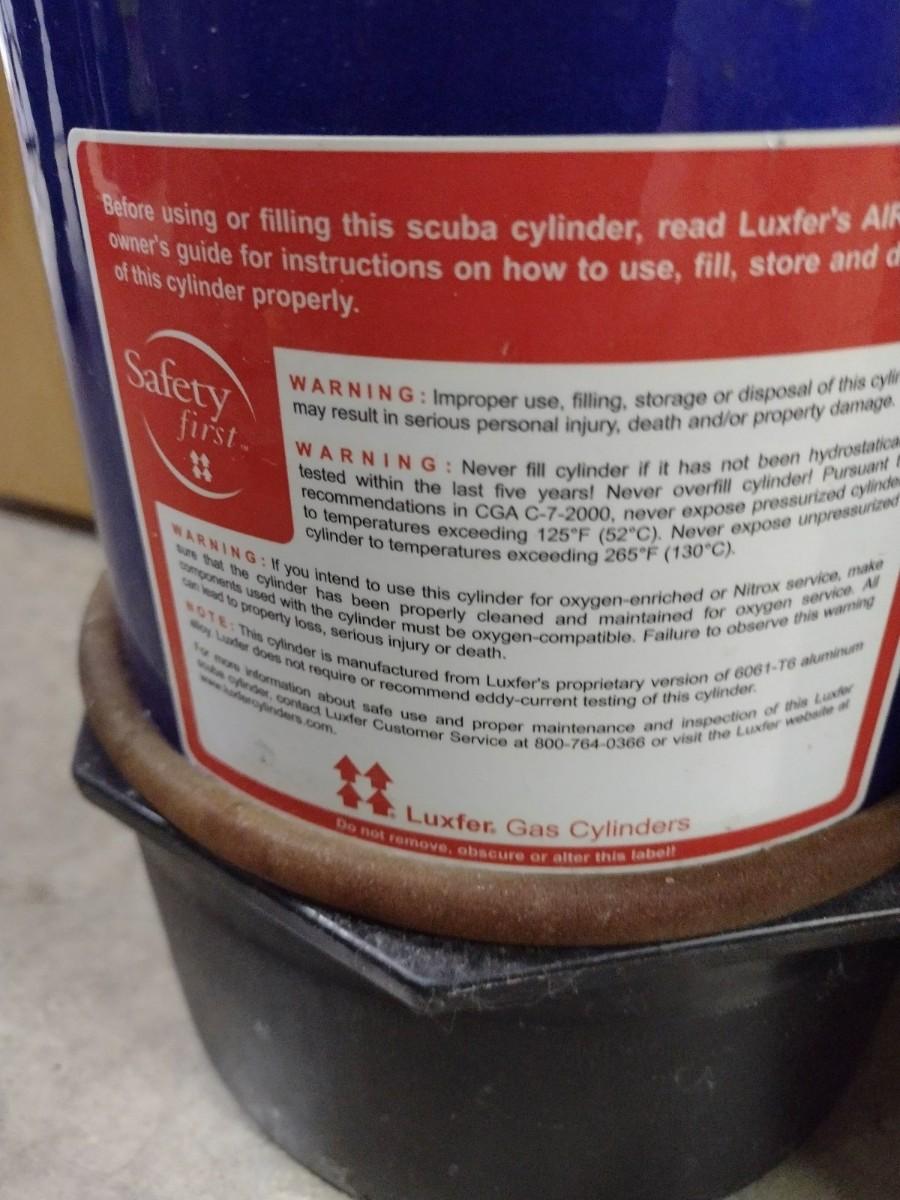 Before using or filling this scuba cylinder, read Luxfer's AIR
owner's guide for instructions on how to use, fill, store and d
of this cylinder properly.
Safety
first™
WARNING: Improper use, filling, storage or disposal of this cylin
may result in serious personal injury, death and/or property damage.
WARNING: Never fill cylinder if it has not been hydrostatica
tested within the last five years! Never overfill cylinder! Pursuant t
recommendations in CGA C-7-2000, never expose pressurized cylinde
to temperatures exceeding 125°F (52°C). Never expose unpressurized
cylinder to temperatures exceeding 265°F (130°C).
WARNING: If you intend to use this cylinder for oxygen-enriched or Nitrox service, make
sure that the cylinder has been properly cleaned and maintained for oxygen service. All
components used with the cylinder must be oxygen-compatible. Failure to observe this warning
can lead to property loss, serious injury or death.
NOTE: This cylinder is manufactured from Luxfer's proprietary version of 6061-T6 aluminum
alloy. Luxfer does not require or recommend eddy-current testing of this cylinder.
For more information about safe use and proper maintenance and inspection of this Luxfer
scuba cylinder, contact Luxfer Customer Service at 800-764-0366 or visit the Luxfer website at
www.luxfercylinders.com.
Luxfer® Gas Cylinders
Do not remove, obscure or alter this label!